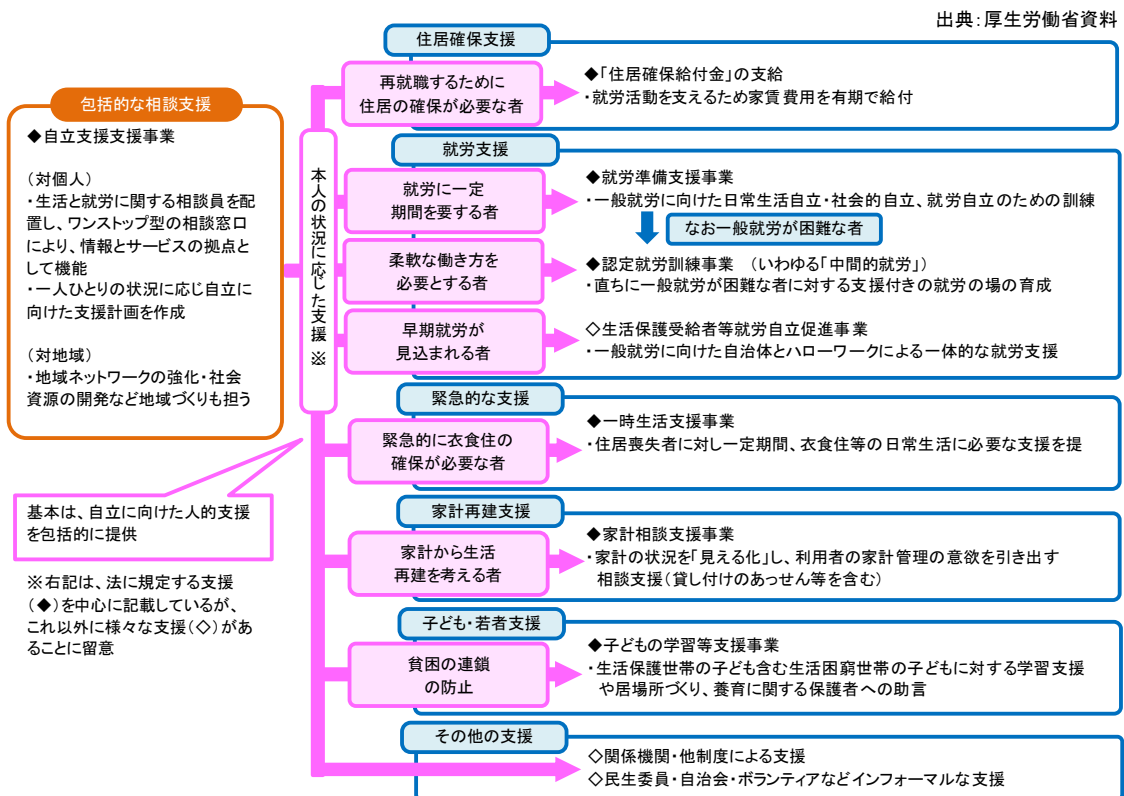 出典：厚生労働省資料
包括的な相談支援
◆自立支援支援事業
（対個人）
・生活と就労に関する相談員を配
置し、ワンストップ型の相談窓口
により、情報とサービスの拠点と
して機能
・一人ひとりの状況に応じ自立に
向けた支援計画を作成
（対地域）
・地域ネットワークの強化・社会
資源の開発など地域づくりも担う
基本は、自立に向けた人的支援
を包括的に提供
※右記は、法に規定する支援
（◆）を中心に記載しているが、
これ以外に様々な支援（◇）があ
ることに留意
本人の状況に応じた支援※
住居確保支援
再就職するために
住居の確保が必要な者
◆「住居確保給付金」の支給
・就労活動を支えるため家賃費用を有期で給付
就労支援
就労に一定
期間を要する者
◆就労準備支援事業
・一般就労に向けた日常生活自立・社会的自立、就労自立のための訓練
なお一般就労が困難な者
柔軟な働き方を
必要とする者
◆認定就労訓練事業　（いわゆる「中間的就労」）
・直ちに一般就労が困難な者に対する支援付きの就労の場の育成
早期就労が
見込まれる者
◇生活保護受給者等就労自立促進事業
・一般就労に向けた自治体とハローワークによる一体的な就労支援
緊急的な支援
緊急的に衣食住の
確保が必要な者
◆一時生活支援事業
・住居喪失者に対し一定期間、衣食住等の日常生活に必要な支援を提
家計再建支援
家計から生活
再建を考える者
◆家計相談支援事業
・家計の状況を「見える化」し、利用者の家計管理の意欲を引き出す
相談支援（貸し付けのあっせん等を含む）
子ども・若者支援
貧困の連鎖
の防止
◆子どもの学習等支援事業
・生活保護世帯の子ども含む生活困窮世帯の子どもに対する学習支援
や居場所づくり、養育に関する保護者への助言
その他の支援
◇関係機関・他制度による支援
◇民生委員・自治会・ボランティアなどインフォーマルな支援